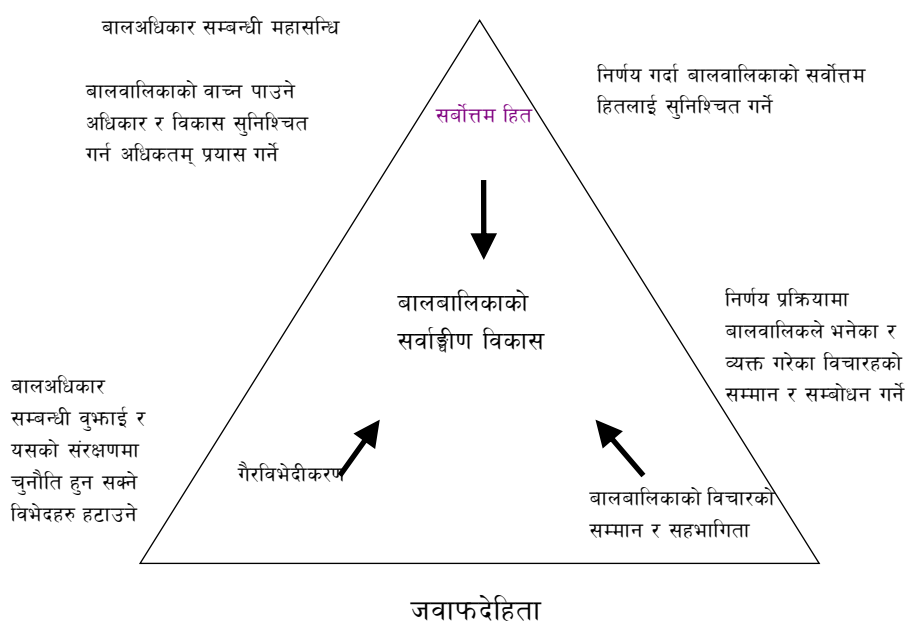 बालअधिकार सम्बन्धी महासन्धि
बालवालिकाको वाच्न पाउने
अधिकार र विकास सुनिश्चित
गर्न अधिकतम् प्रयास गर्ने
निर्णय गर्दा बालवालिकाको सर्वोत्तम
हितलाई सुनिश्चित गर्ने
सर्बोत्तम हित
बालबालिकाको
सर्वाङ्घीण विकास
निर्णय प्रक्रियामा
बालवालिकले भनेका र
व्यक्त गरेका विचारहको
सम्मान र सम्बोधन गर्ने
बालअधिकार
सम्बन्धी वुझाई र
यसको संरक्षणमा
चुनौति हुन सक्ने
विभेदहरु हटाउने
गैरविभेदीकरण
बालबालिकाको विचारको
सम्मान र सहभागिता
जवाफदेहिता